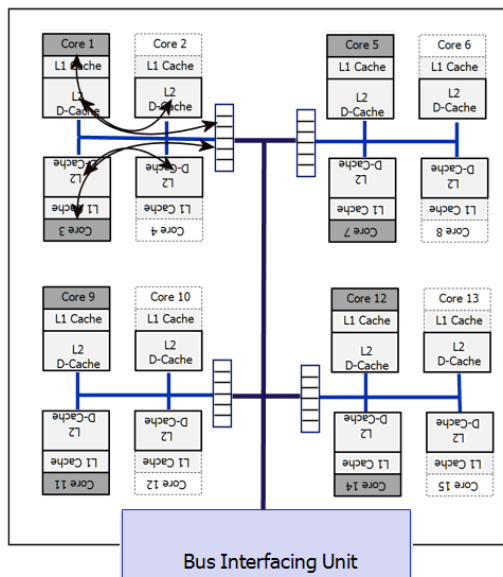 Core 1
L1 Cache
L2
D-Cache
Core 2
L1 Cache
L2
D-Cache
Core 5
L1 Cache
L2
D-Cache
Core 6
L1 Cache
L2
D-Cache
D-Cache
L2
L1 Cache
Core 3
D-Cache
L2
L1 Cache
Core 4
D-Cache
L2
L1 Cache
Core 7
D-Cache
L2
L1 Cache
Core 8
Core 9
L1 Cache
L2
D-Cache
Core 10
L1 Cache
L2
D-Cache
Core 12
L1 Cache
L2
D-Cache
Core 13
L1 Cache
L2
D-Cache
D-Cache
L2
L1 Cache
Core 11
D-Cache
L2
L1 Cache
Core 12
D-Cache
L2
L1 Cache
Core 14
D-Cache
L2
L1 Cache
Core 15
Bus Interfacing Unit